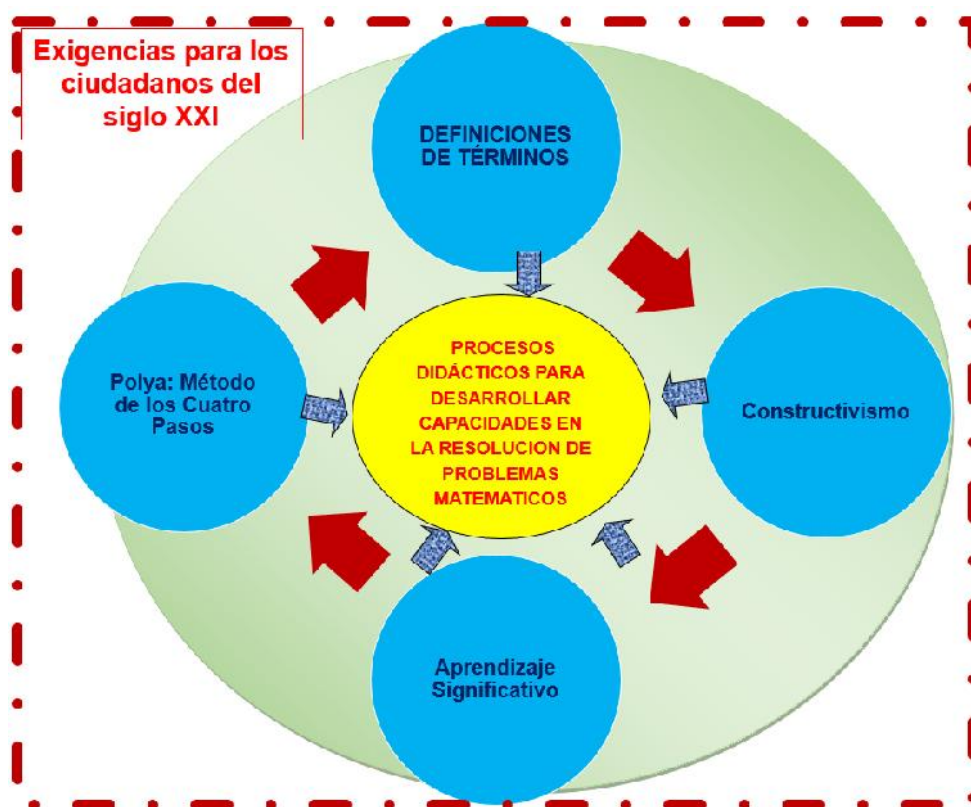 Exigencias para los
ciudadanos del
siglo XXI
DEFINICIONES
DE TÉRMINOS
Polya: Método
de los Cuatro
Pasos
PROCESOS
DIDÁCTICOS PARA
DESARROLLAR
CAPACIDADES EN
LA RESOLUCION DE
PROBLEMAS
MATEMATICOS
Constructivismo
Aprendizaje
Significativo